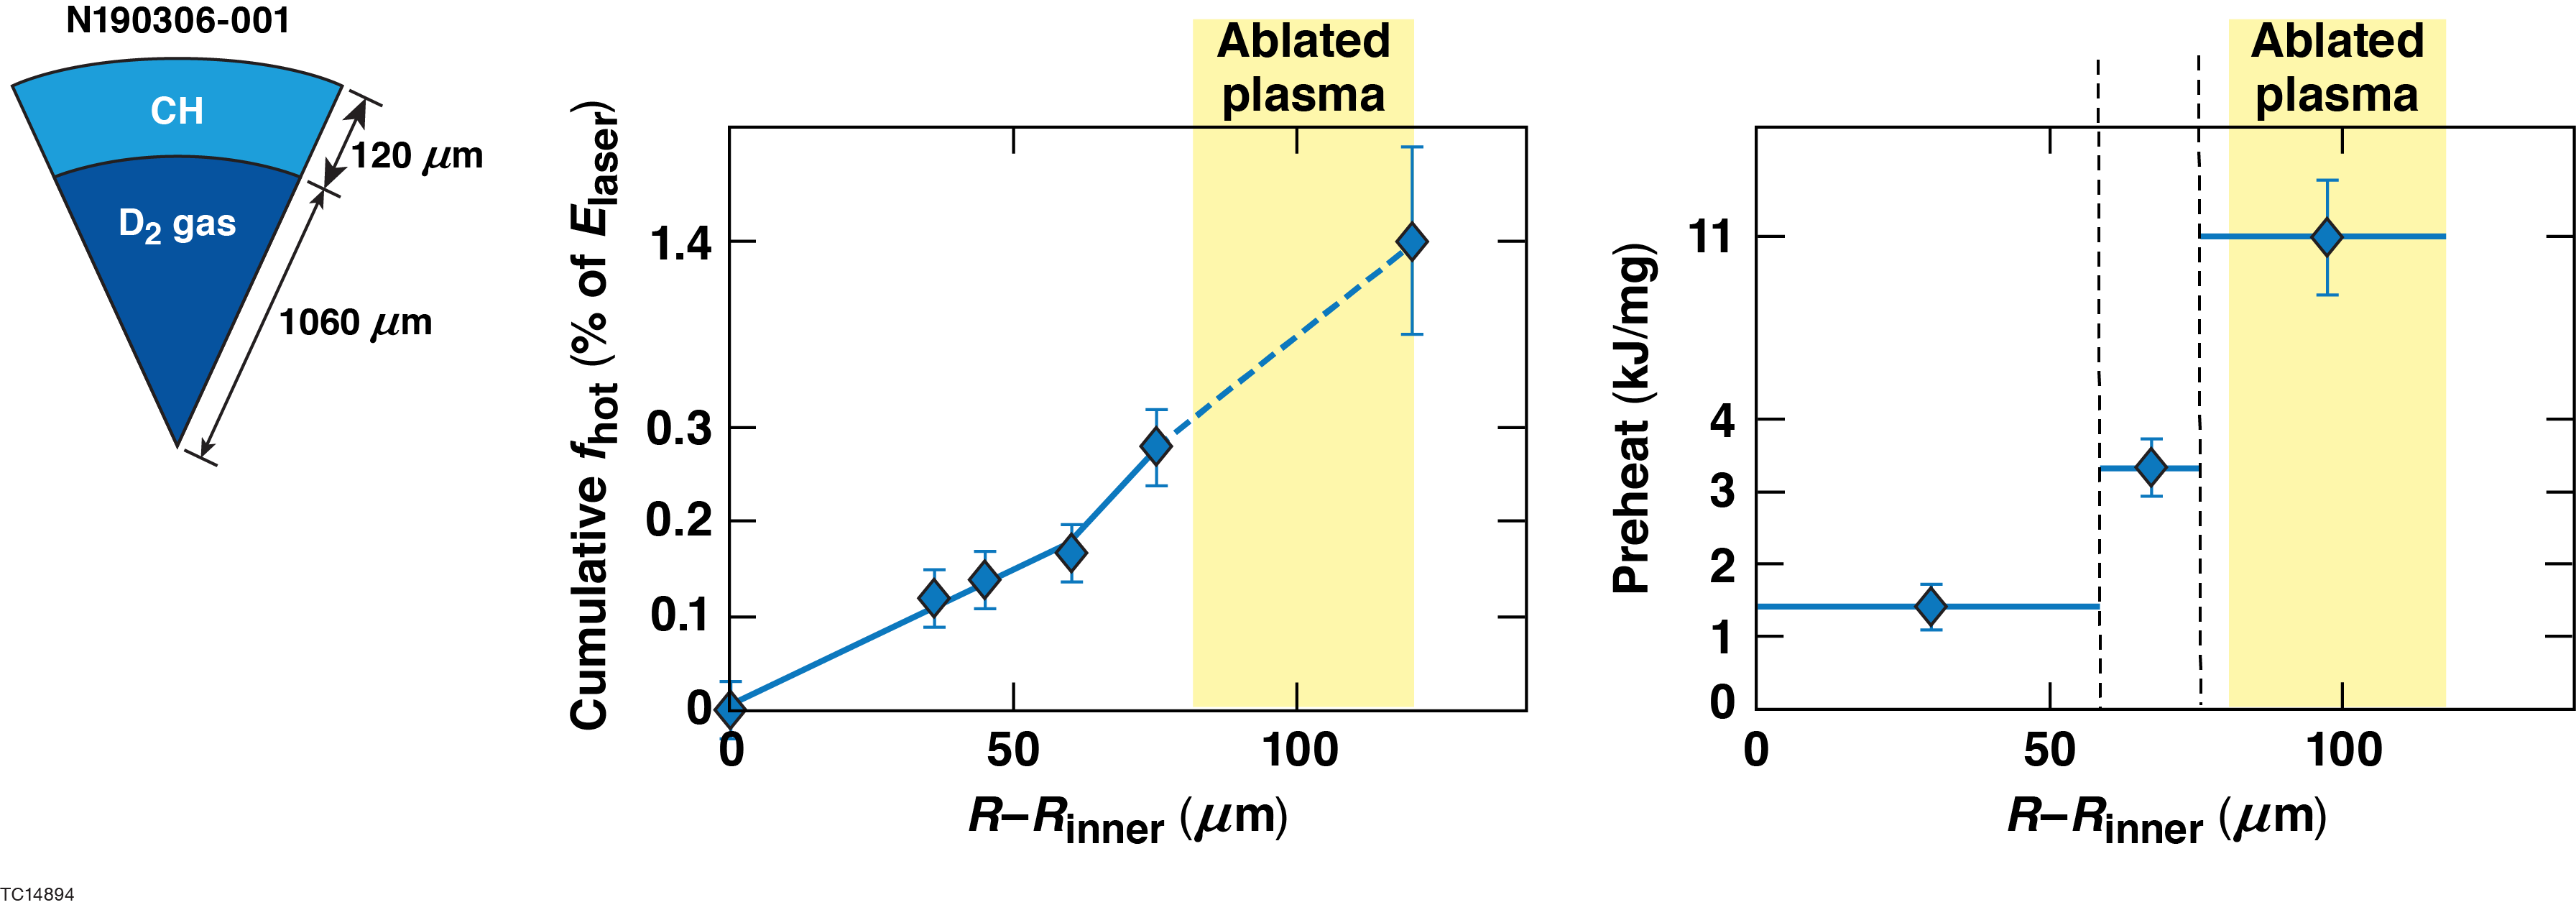 N190306-001
CH
120 μm
D2 gas
1060 μm
Ablated
plasma
Cumulative fhot (% of Elaser)
1.4
0.3
0.2
0.1
0
0
50
100
R–Rinner (μm)
Ablated
plasma
Preheat (kJ/mg)
11
4
3
2
1
0
0
50
100
R–Rinner (μm)
TC14894